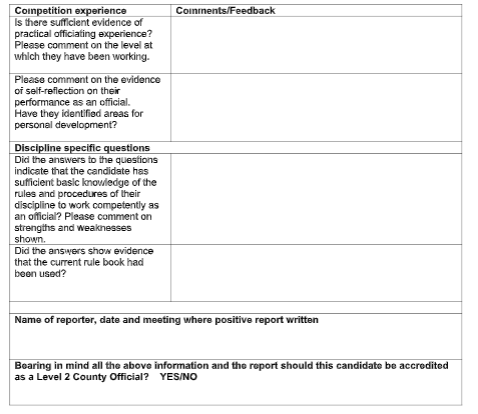 Competition experience
Comments/Feedback
Is there sufficient evidence of
practical officiating experience?
Please comment on the level at
which they have been working.
Please comment on the evidence
of self-reflection on their
performance as an official.
Have they identified areas for
personal development?
Discipline specific questions
Did the answers to the questions
indicate that the candidate has
sufficient basic knowledge of the
rules and procedures of their
discipline to work competently as
an official? Please comment on
strengths and weaknesses
shown.
Did the answers show evidence
that the current rule book had
been used?
Name of reporter, date and meeting where positive report written
Bearing in mind all the above information and the report should this candidate be accredited
as a Level 2 County Official? YES/NO